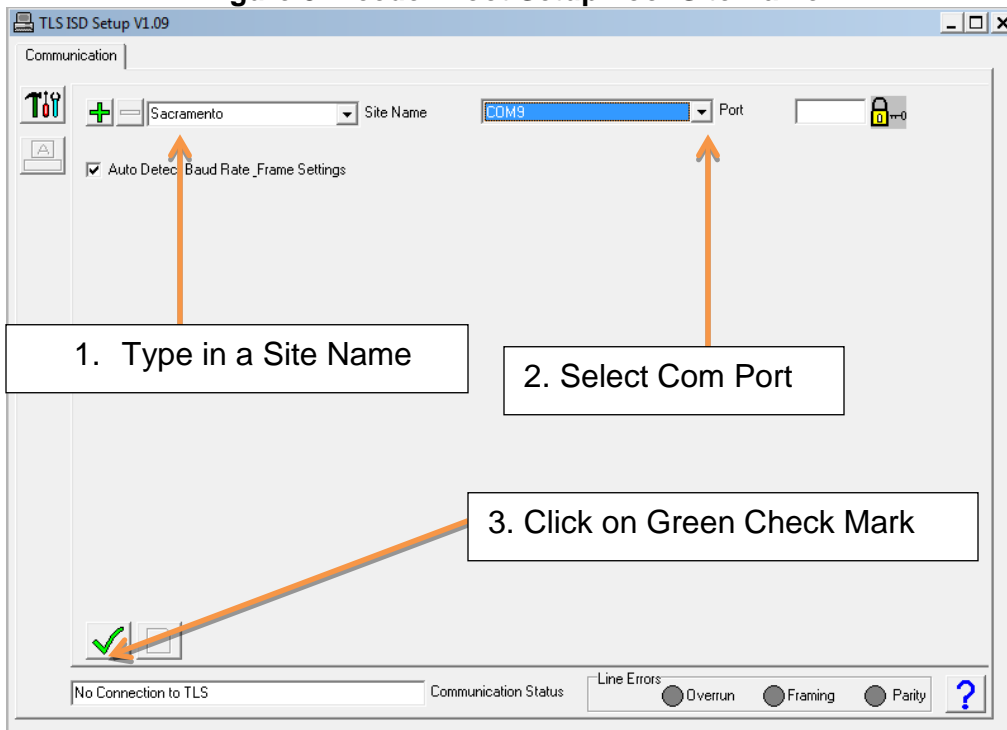 TLS ISD Setup V1.09
Communication
Sacramento Site Name COM9 Port
Auto Detect Baud Rate _Frame Settings
1. Type in a Site Name
2. Select Com Port
3. Click on Green Check Mark
No Connection to TLS Communication Status Line Errors Overrun Framing Parity ?